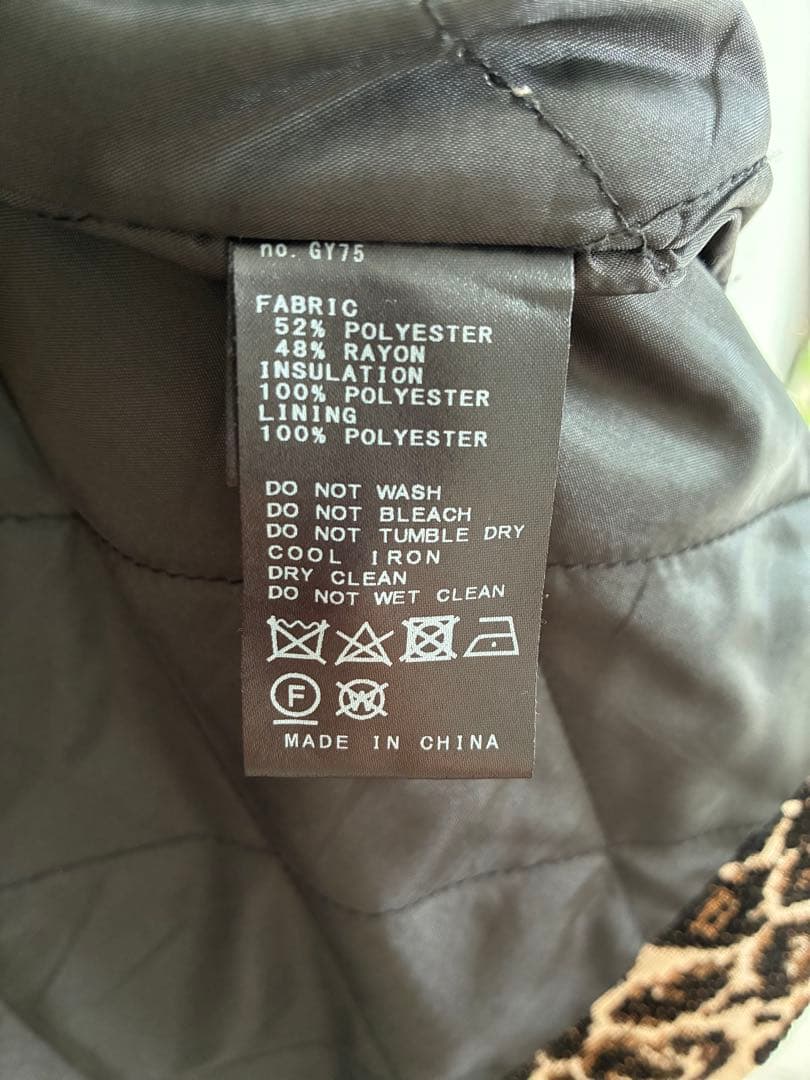 no. GY75
FABRIC
52% POLYESTER
48% RAYON
INSULATION
100% POLYESTER
LINING
100% POLYESTER
DO NOT WASH
DO NOT BLEACH
DO NOT TUMBLE DRY
COOL IRON
DRY CLEAN
DO NOT WET CLEAN
F W
MADE IN CHINA